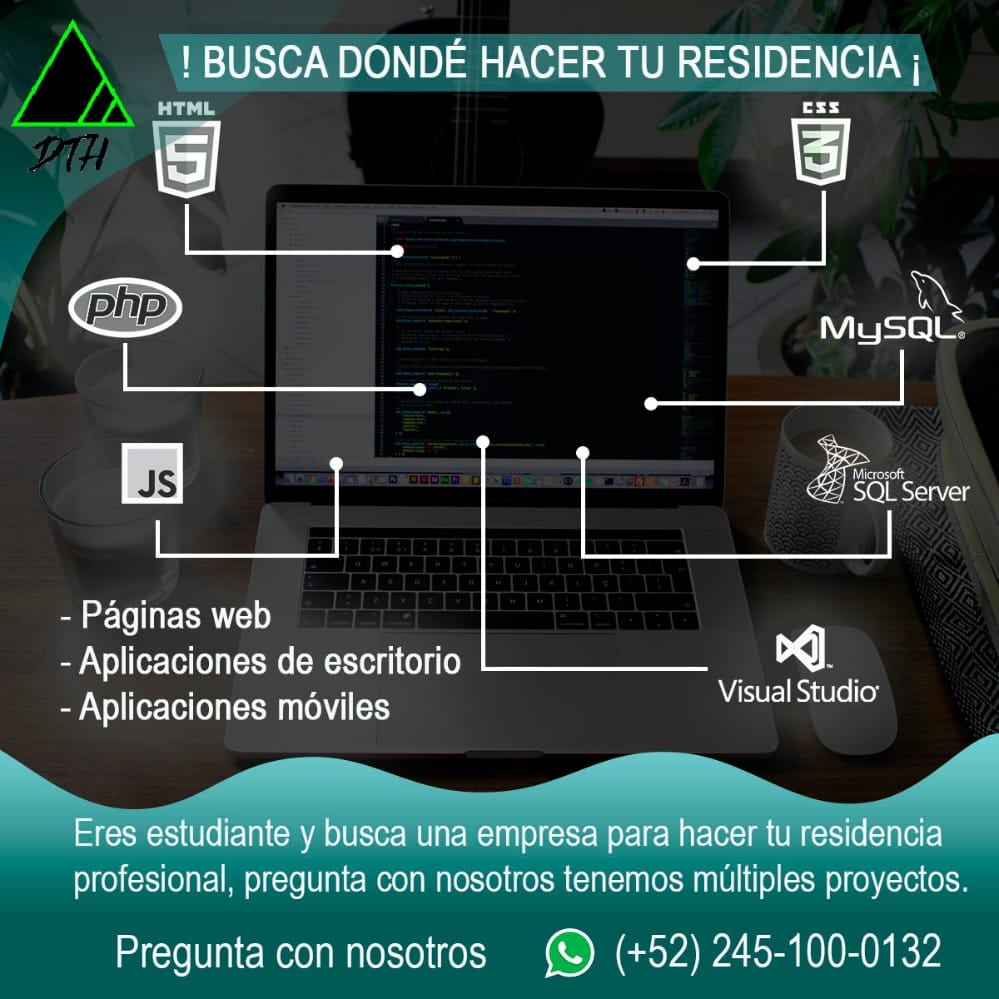 ! BUSCA DONDÉ HACER TU RESIDENCIA ¡
DTH
HTML
5
CSS
3
php
MySQL®
JS
Microsoft
SQL Server
- Páginas web
- Aplicaciones de escritorio
- Aplicaciones móviles
Visual Studio
Eres estudiante y busca una empresa para hacer tu residencia
profesional, pregunta con nosotros tenemos múltiples proyectos.
Pregunta con nosotros
(+52) 245-100-0132